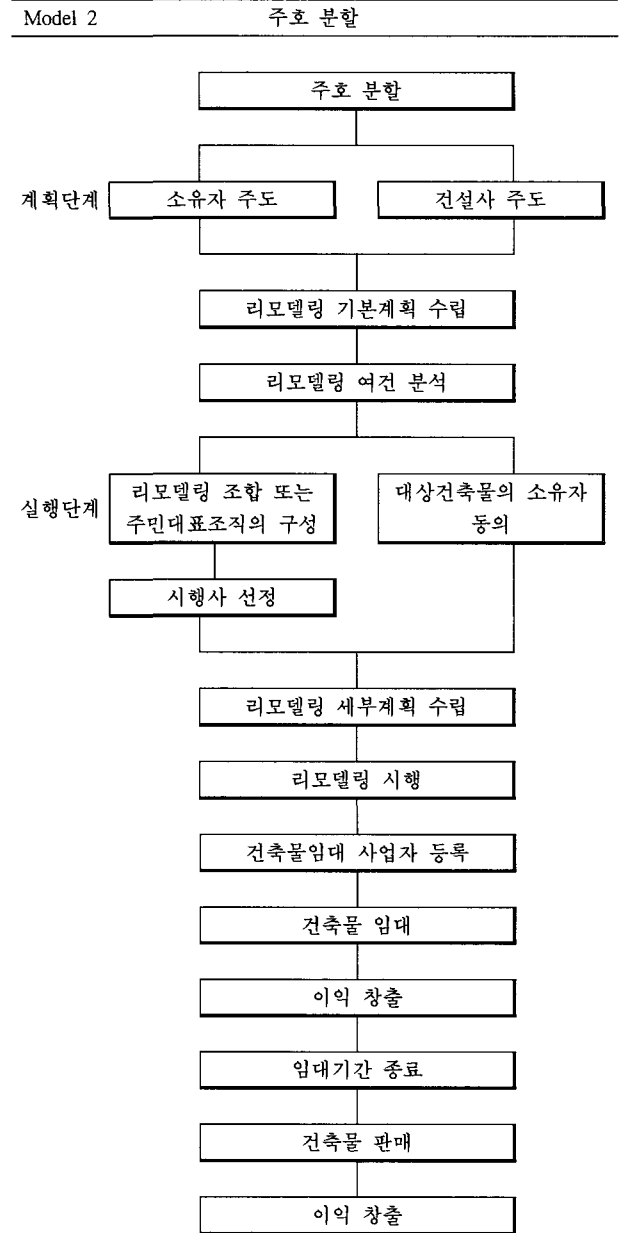 Model 2 주호 분할
주호 분할
계획단계 소유자 주도 건설사 주도
리모델링 기본계획 수립
리모델링 여건 분석
실행단계
리모델링 조합 또는
주민대표조직의 구성
대상건축물의 소유자
동의
시행사 선정
리모델링 세부계획 수립
리모델링 시행
건축물임대 사업자 등록
건축물 임대
이익 창출
임대기간 종료
건축물 판매
이익 창출